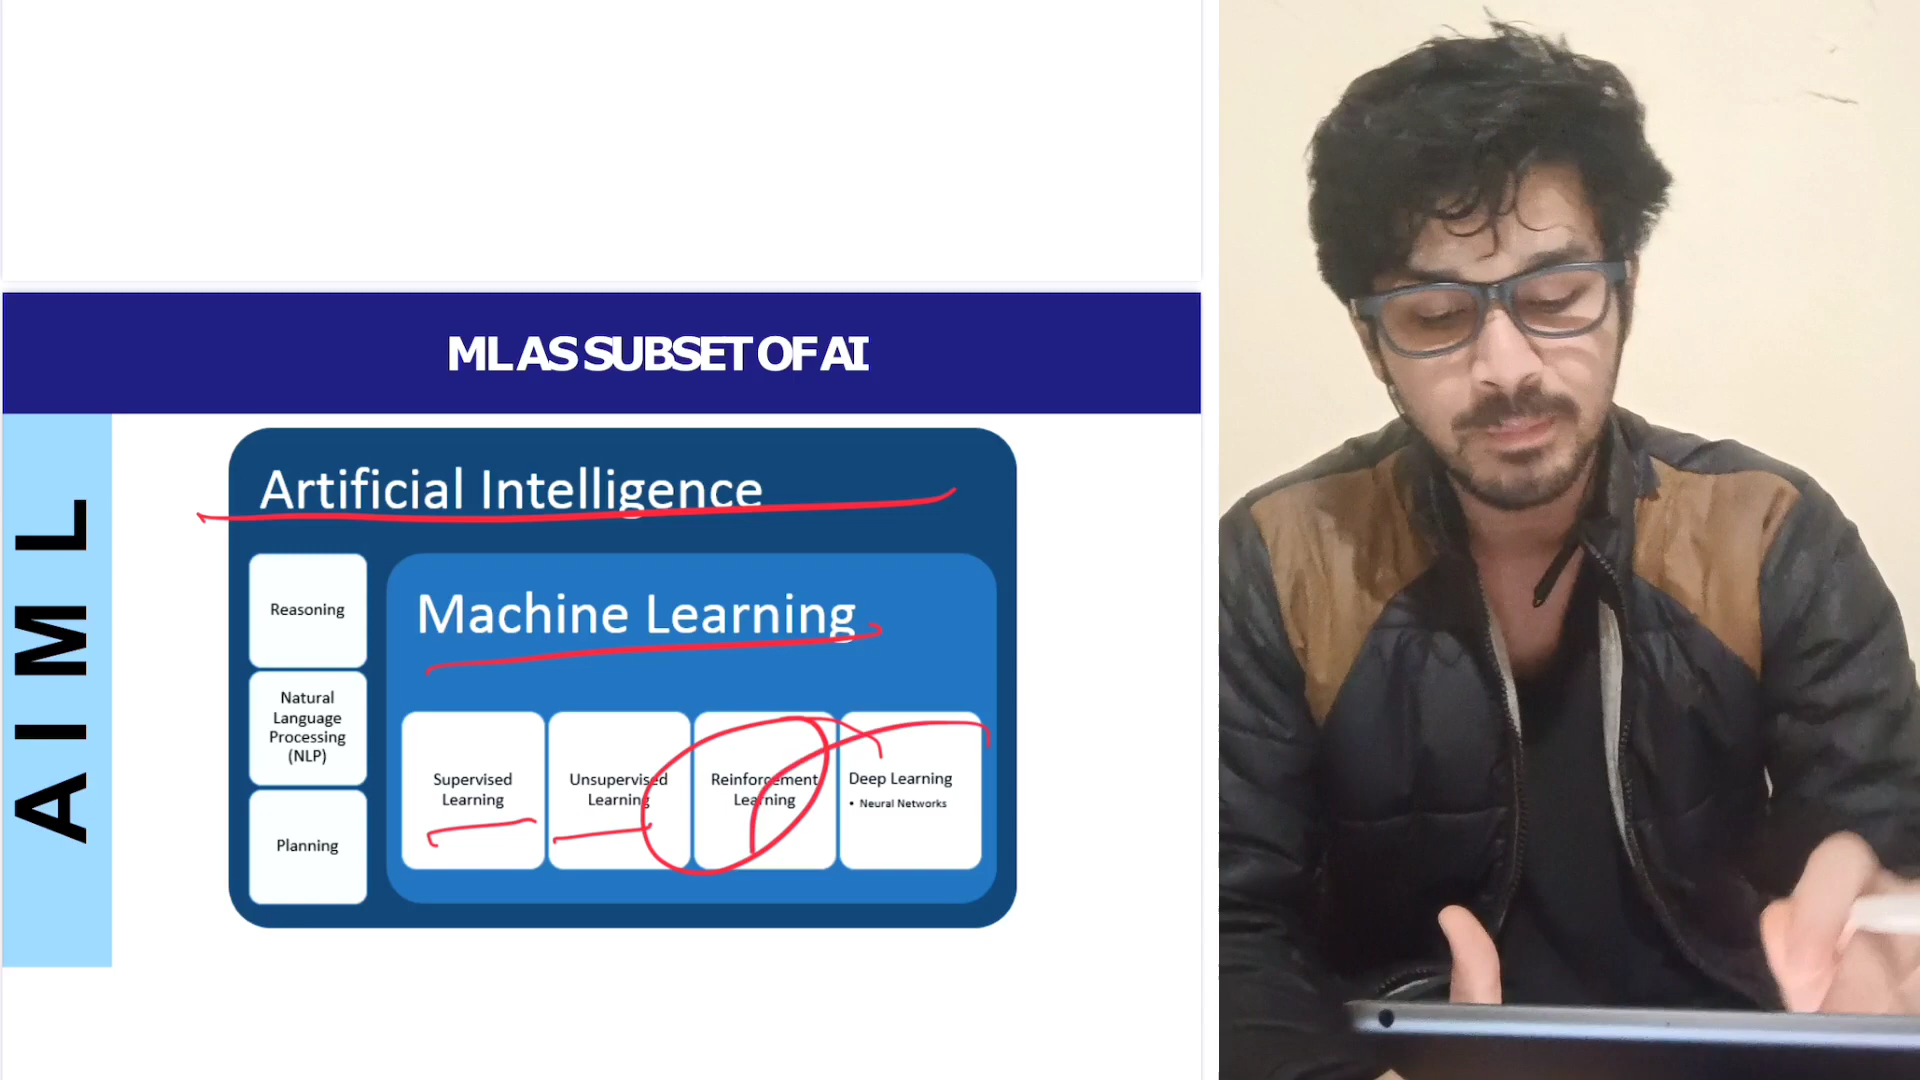 ML AS SUBSET OF AI
AIML
Artificial Intelligence
Reasoning
Machine Learning
Natural
Language
Processing
(NLP)
Supervised
Learning
Unsupervised
Learning
Reinforcement
Learning
Deep Learning
• Neural Networks
Planning